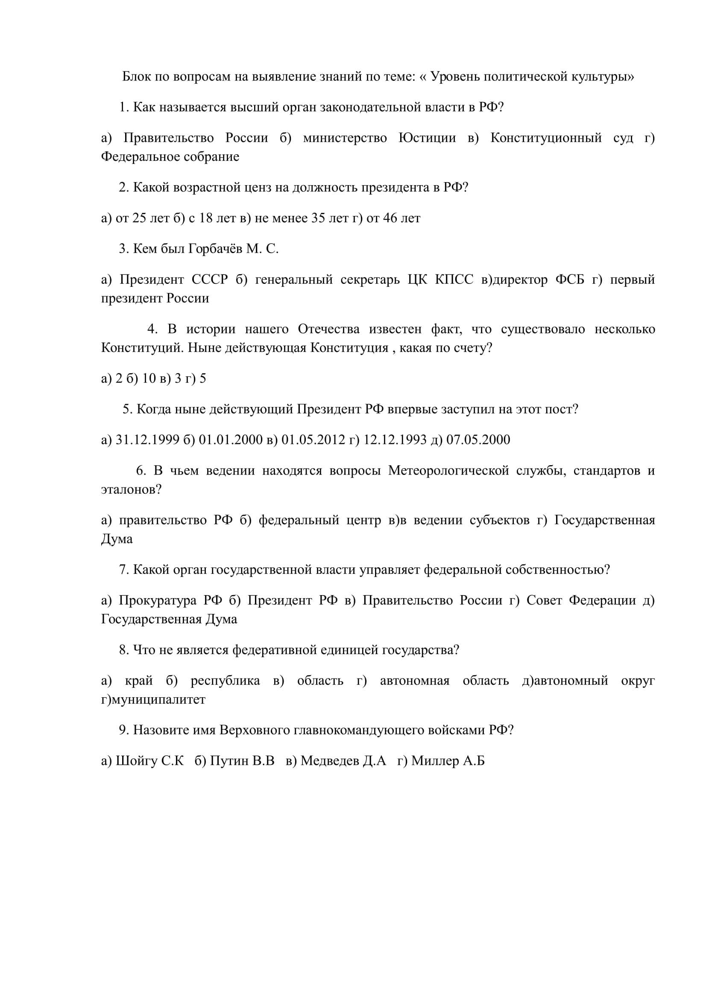 Блок по вопросам на выявление знаний по теме: « Уровень политической культуры»
1. Как называется высший орган законодательной власти в РФ?
а) Правительство России б) министерство Юстиции в) Конституционный суд г)
Федеральное собрание
2. Какой возрастной ценз на должность президента в РФ?
а) от 25 лет б) с 18 лет в) не менее 35 лет г) от 46 лет
3. Кем был Горбачёв М. С.
а) Президент СССР б) генеральный секретарь ЦК КПСС в)директор ФСБ г) первый
президент России
4. В истории нашего Отечества известен факт, что существовало несколько
Конституций. Ныне действующая Конституция , какая по счету?
а) 2 б) 10 в) 3 г) 5
5. Когда ныне действующий Президент РФ впервые заступил на этот пост?
а) 31.12.1999 б) 01.01.2000 в) 01.05.2012 г) 12.12.1993 д) 07.05.2000
6. В чьем ведении находятся вопросы Метеорологической службы, стандартов и
эталонов?
а) правительство РФ б) федеральный центр в)в ведении субъектов г) Государственная
Дума
7. Какой орган государственной власти управляет федеральной собственностью?
а) Прокуратура РФ б) Президент РФ в) Правительство России г) Совет Федерации д)
Государственная Дума
8. Что не является федеративной единицей государства?
а) край б) республика в) область г) автономная область д)автономный округ
г)муниципалитет
9. Назовите имя Верховного главнокомандующего войсками РФ?
а) Шойгу С.К б) Путин В.В в) Медведев Д.А г) Миллер А.Б